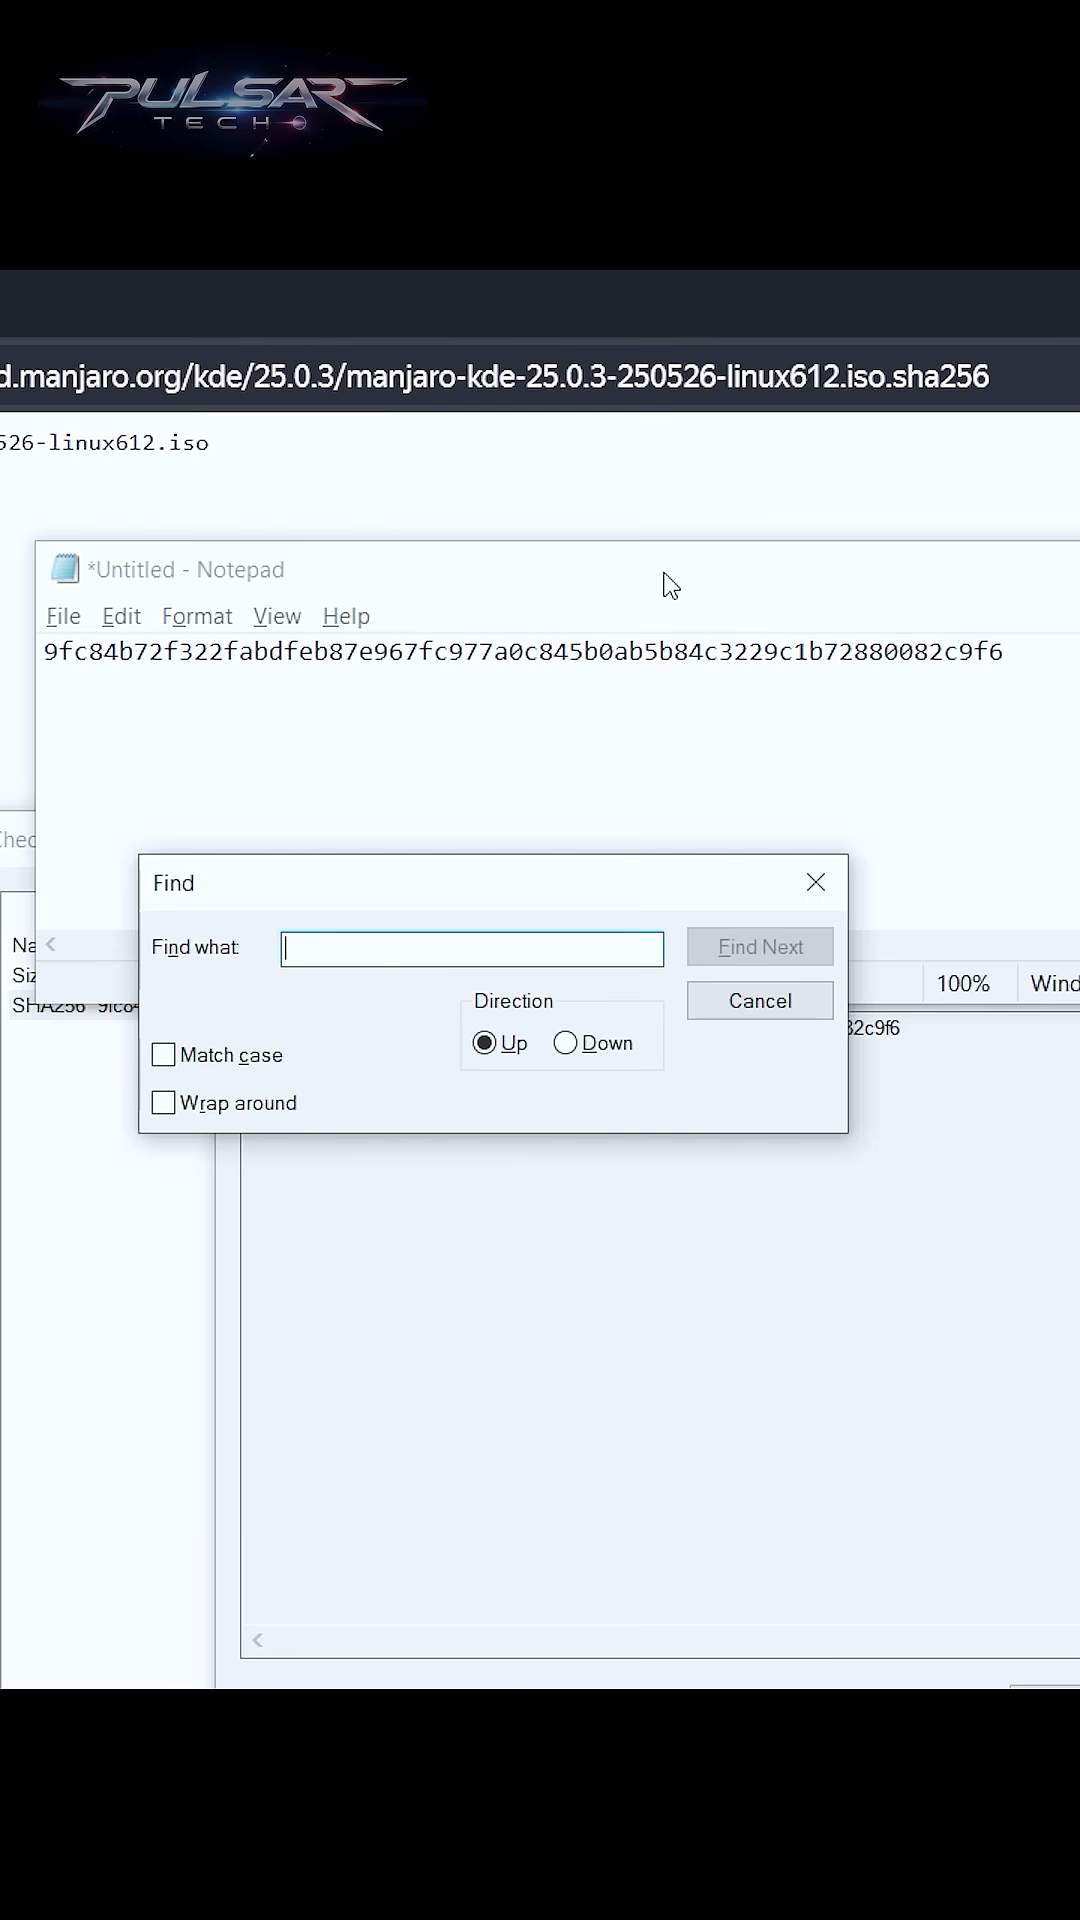 PULSAR
TECH
d.manjaro.org/kde/25.0.3/manjaro-kde-25.0.3-250526-linux612.iso.sha256
526-linux612.iso
*Untitled - Notepad
File Edit Format View Help
9fc84b72f322fabdfeb87e967fc977a0c845b0ab5b84c3229c1b72880082c9f6
Chec
Find
Na
Find what:
Find Next
Siz
100%
Wind
SHA256 9fc84
Direction
Cancel
32c9f6
Up
Down
Match case
Wrap around